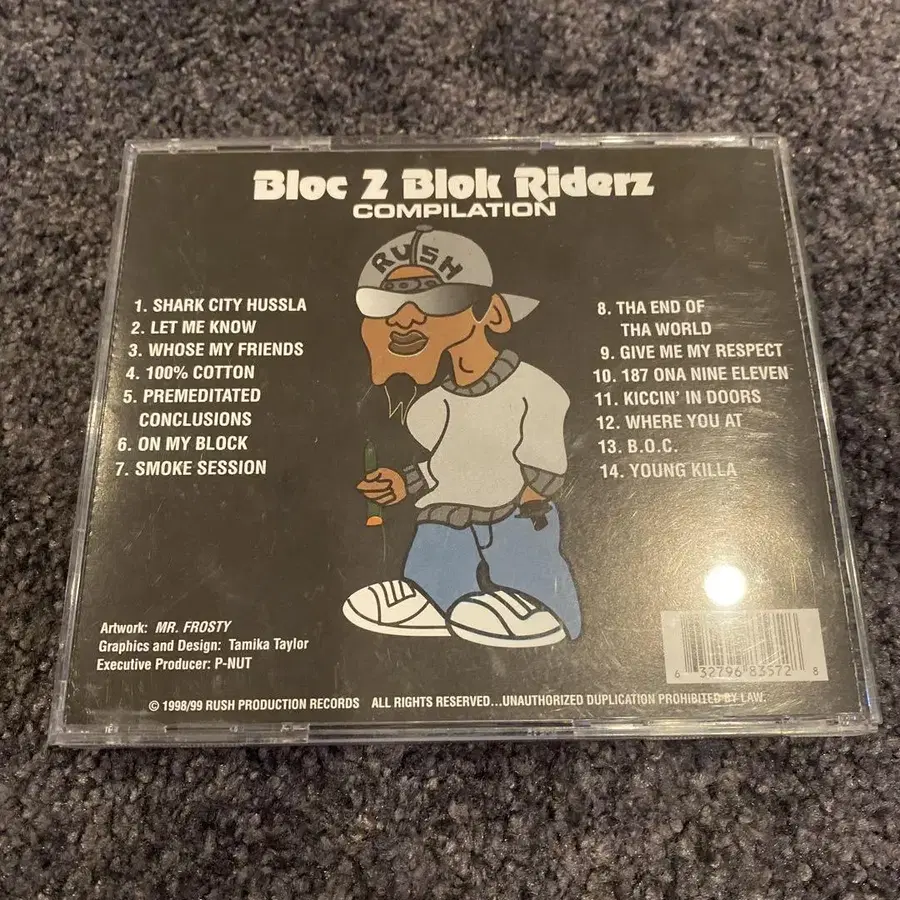 Bloc 2 Blok Riderz
COMPILATION
RUSH
1. SHARK CITY HUSSLA
2. LET ME KNOW
3. WHOSE MY FRIENDS
4. 100% COTTON
5. PREMEDITATED
CONCLUSIONS
6. ON MY BLOCK
7. SMOKE SESSION
8. THA END OF
THA WORLD
9. GIVE ME MY RESPECT
10. 187 ONA NINE ELEVEN
11. KICCIN' IN DOORS
12. WHERE YOU AT
13. B.O.C.
14. YOUNG KILLA
Artwork: MR. FROSTY
Graphics and Design: Tamika Taylor
Executive Producer: P-NUT
6 32796 83572 8
© 1998/99 RUSH PRODUCTION RECORDS ALL RIGHTS RESERVED...UNAUTHORIZED DUPLICATION PROHIBITED BY LAW.